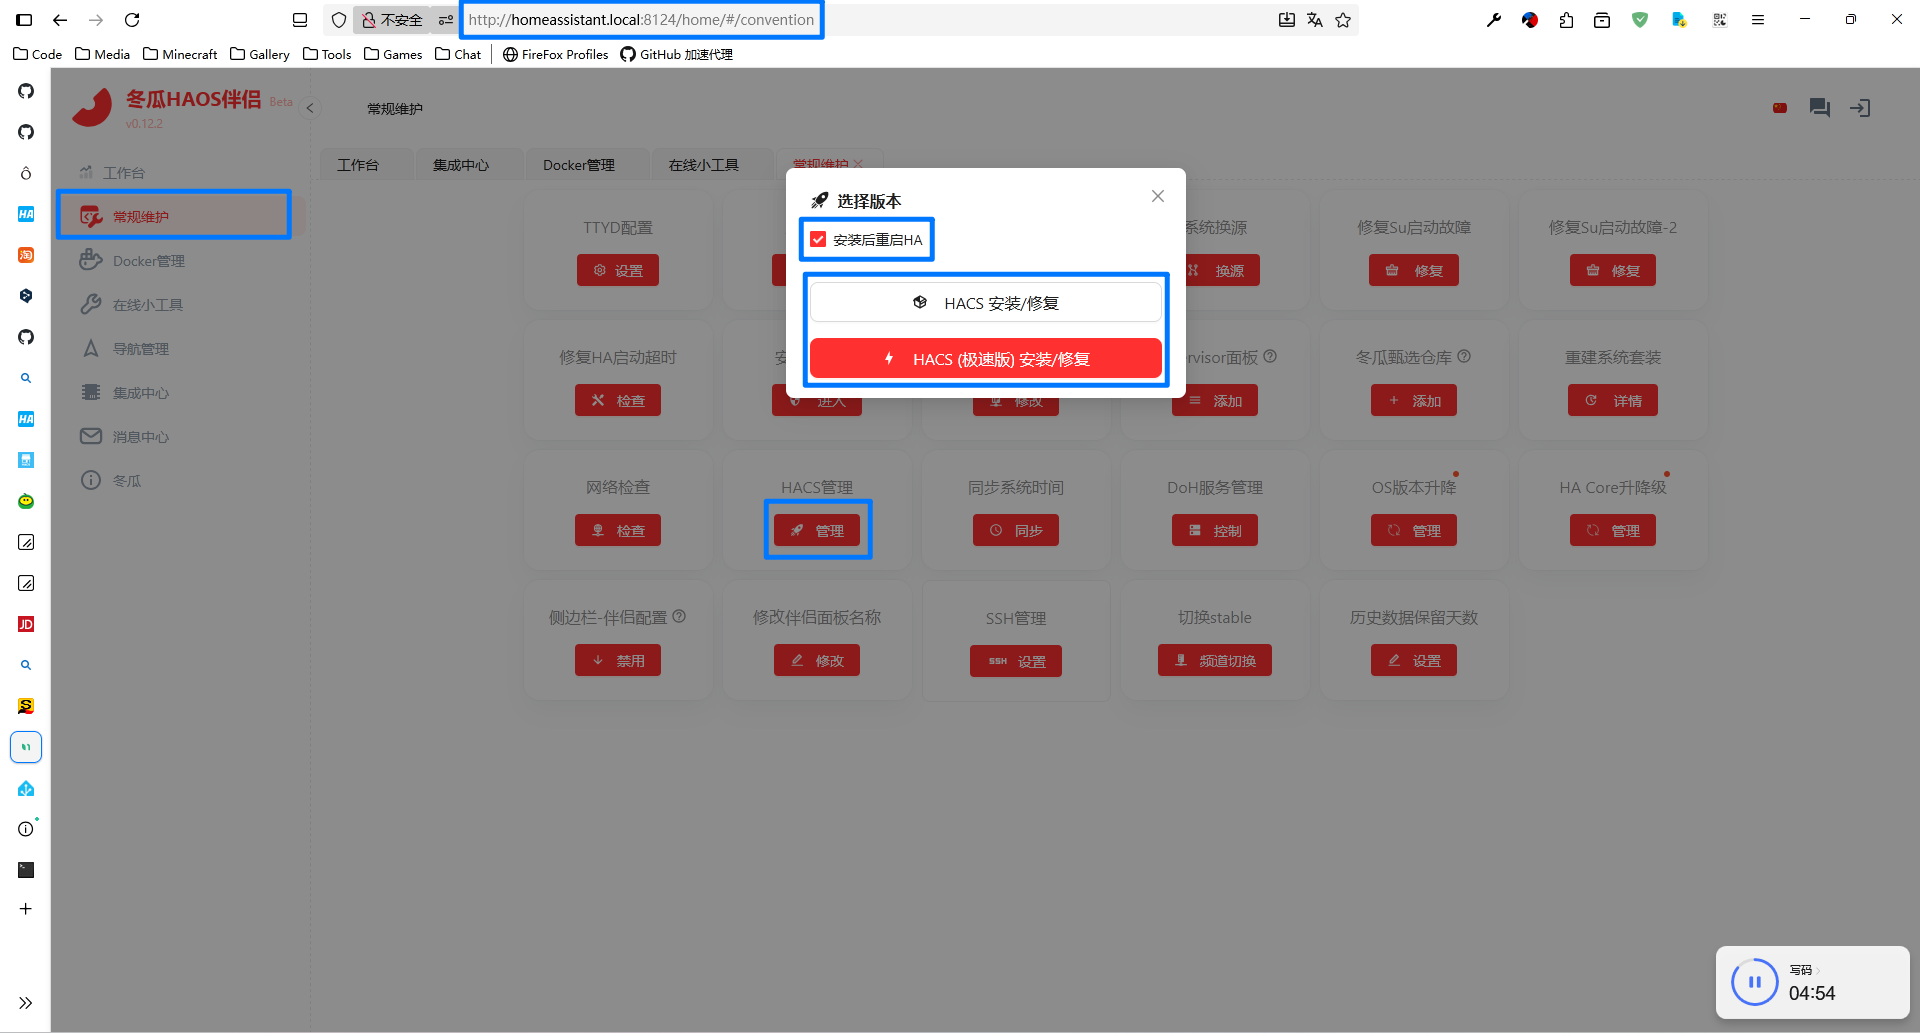 不安全
http://homeassistant.local:8124/home/#/convention
Code
Media
Minecraft
Gallery
Tools
Games
Chat
FireFox Profiles
GitHub 加速代理
冬瓜HAOS伴侣 Beta
v0.12.2
常规维护
工作台
集成中心
Docker管理
在线小工具
常规维护
工作台
常规维护
Docker管理
在线小工具
导航管理
集成中心
消息中心
冬瓜
选择版本
安装后重启HA
HACS 安装/修复
HACS (极速版) 安装/修复
TTYD配置
设置
系统换源
换源
修复Su启动故障
修复
修复Su启动故障-2
修复
修复HA启动超时
检查
安
进入
修改
rvisor面板
添加
冬瓜甄选仓库
添加
重建系统套装
详情
网络检查
检查
HACS管理
管理
同步系统时间
同步
DoH服务管理
控制
OS版本升降
管理
HA Core升降级
管理
侧边栏-伴侣配置
禁用
修改伴侣面板名称
修改
SSH管理
SSH 设置
切换stable
频道切换
历史数据保留天数
设置
写码
04:54
HA
淘
HA
JD
S